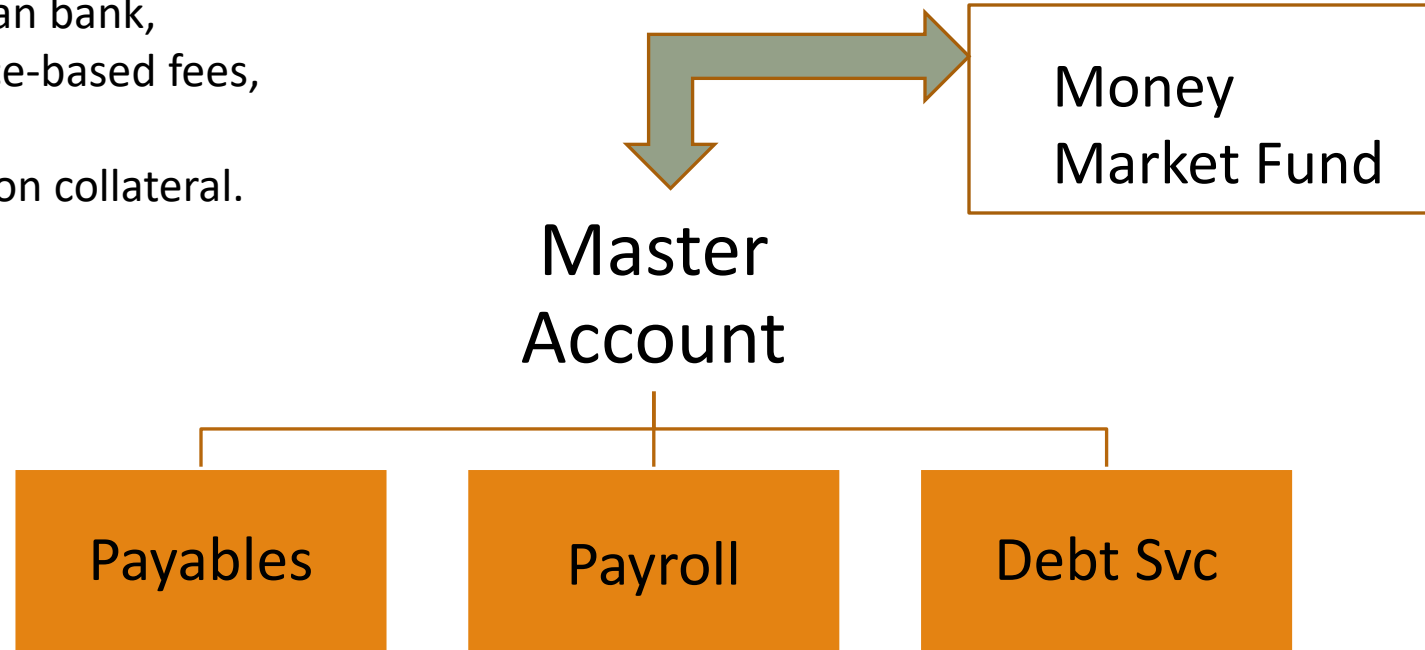 an bank,
e-based fees,
on collateral.
Money
Market Fund
Master
Account
Payables
Payroll
Debt Svc